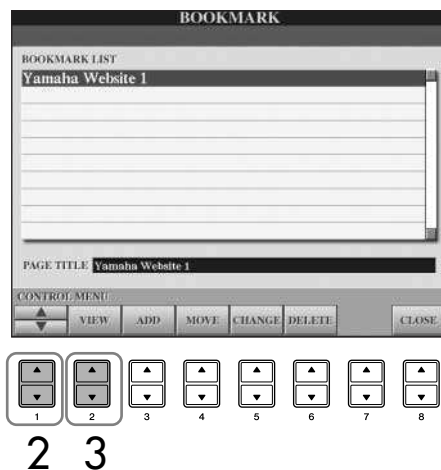 BOOKMARK
BOOKMARK LIST
Yamaha Website 1
PAGE TITLE Yamaha Website 1
CONTROL MENU
VIEW ADD MOVE CHANGE DELETE CLOSE
1 2 3 4 5 6 7 8
2 3